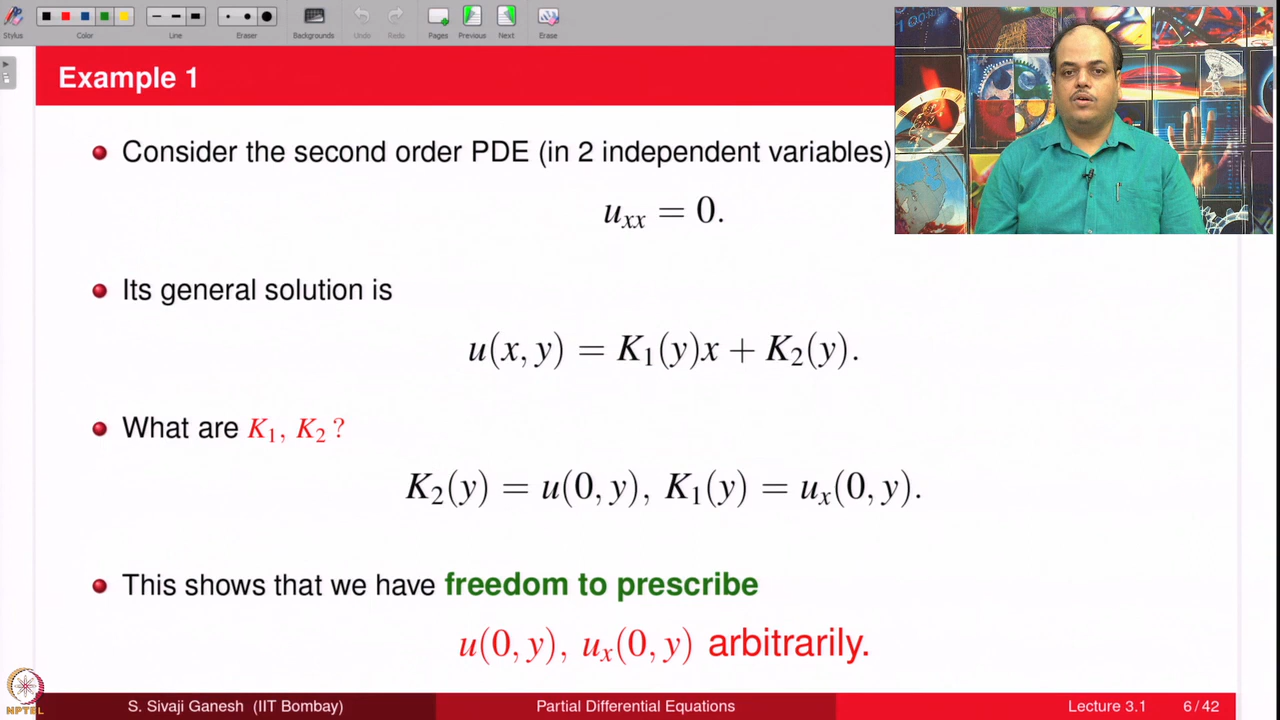 Stylus
Color
Line
Eraser
Backgrounds
Undo
Redo
Pages
Previous
Next
Erase
Example 1
Consider the second order PDE (in 2 independent variables)
u_{xx} = 0.
Its general solution is
u(x, y) = K_1(y)x + K_2(y).
What are K_1, K_2 ?
K_2(y) = u(0, y), K_1(y) = u_x(0, y).
This shows that we have freedom to prescribe
u(0, y), u_x(0, y) arbitrarily.
NPTEL
S. Sivaji Ganesh (IIT Bombay)
Partial Differential Equations
Lecture 3.1
6 / 42